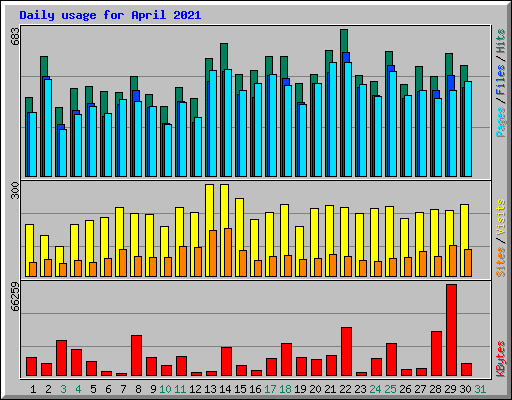 Daily usage for April 2021
683
Pages / Files / Hits
300
Sites / Visits
66259
KBytes
1 2 3 4 5 6 7 8 9 10 11 12 13 14 15 16 17 18 19 20 21 22 23 24 25 26 27 28 29 30 31